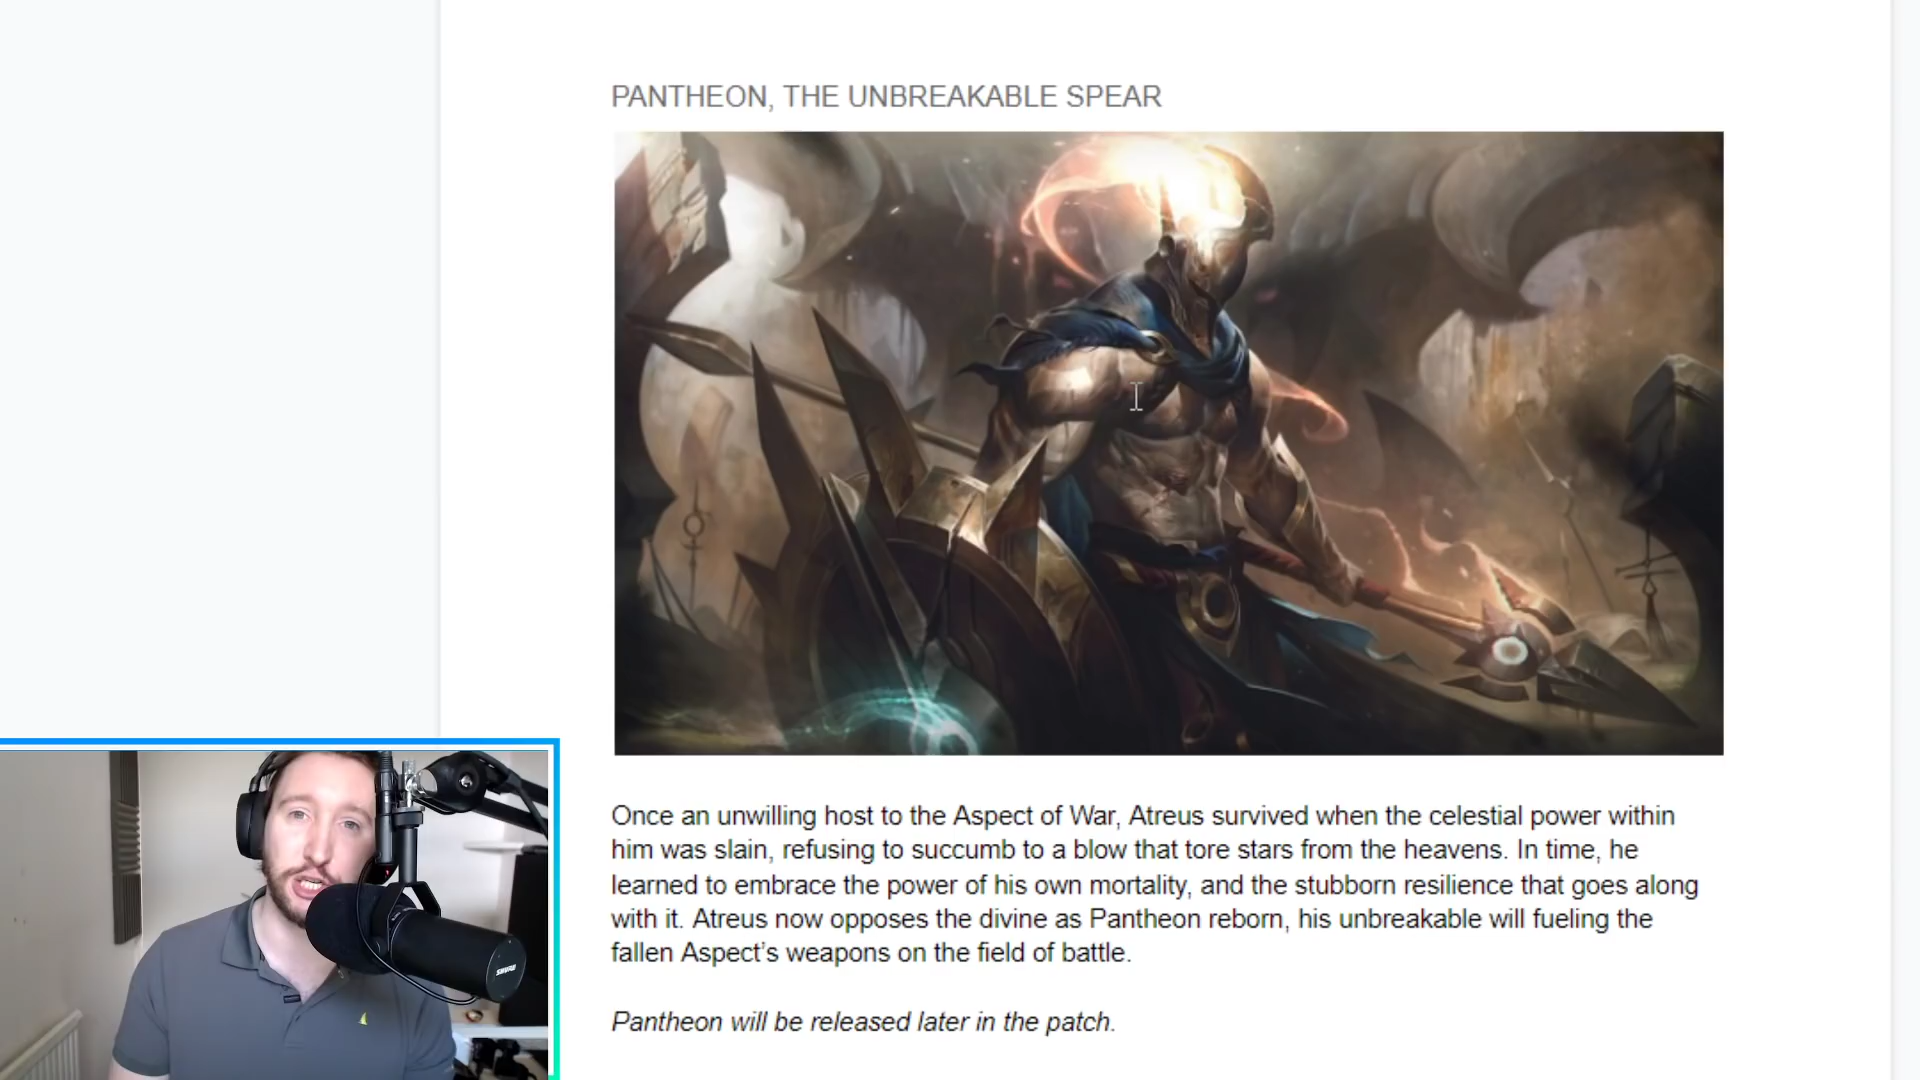 PANTHEON, THE UNBREAKABLE SPEAR
Once an unwilling host to the Aspect of War, Atreus survived when the celestial power within
him was slain, refusing to succumb to a blow that tore stars from the heavens. In time, he
learned to embrace the power of his own mortality, and the stubborn resilience that goes along
with it. Atreus now opposes the divine as Pantheon reborn, his unbreakable will fueling the
fallen Aspect’s weapons on the field of battle.
Pantheon will be released later in the patch.
SHURE